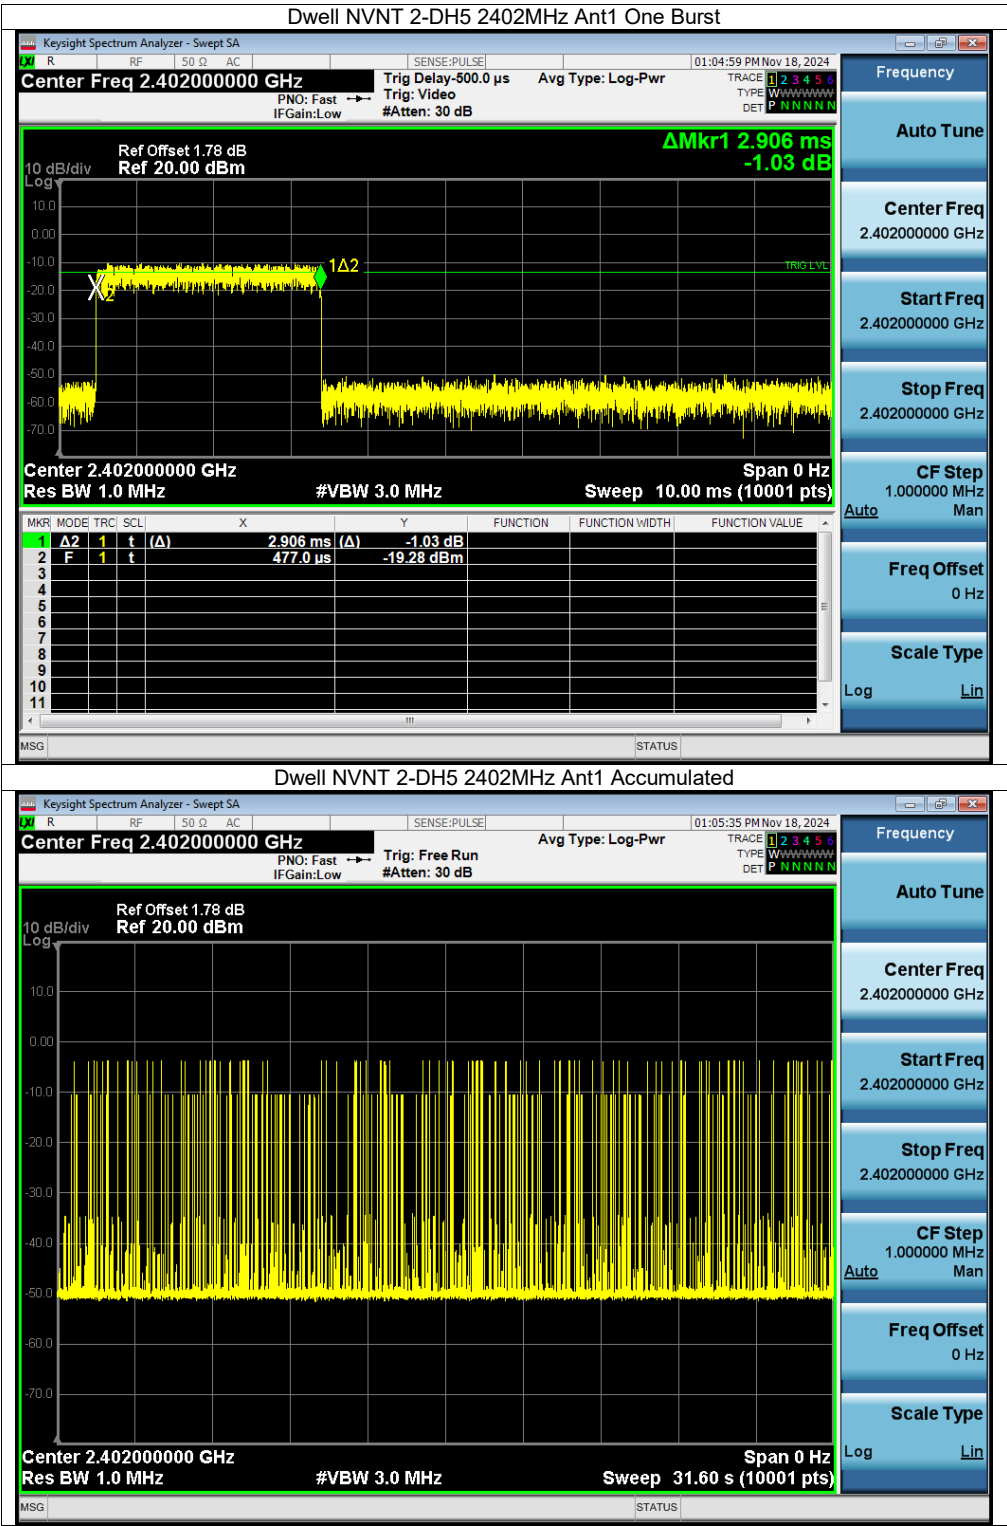 Dwell NVNT 2-DH5 2402MHz Ant1 One Burst
Keysight Spectrum Analyzer - Swept SA
LXI R RF 50 Ω AC SENSE:PULSE 01:04:59 PM Nov 18, 2024
Center Freq 2.402000000 GHz
PNO: Fast
IFGain:Low
Trig Delay-500.0 µs
Trig: Video
#Atten: 30 dB
Avg Type: Log-Pwr
TRACE 1 2 3 4 5 6
TYPE WWWWWWW
DET P N N N N N
Frequency
Auto Tune
Center Freq
2.402000000 GHz
Start Freq
2.402000000 GHz
Stop Freq
2.402000000 GHz
CF Step
1.000000 MHz
Auto Man
Freq Offset
0 Hz
Scale Type
Log Lin
ΔMkr1 2.906 ms
-1.03 dB
Ref Offset 1.78 dB
10 dB/div Ref 20.00 dBm
Log
10.0
0.00
-10.0
-20.0
-30.0
-40.0
-50.0
-60.0
-70.0
1Δ2
TRIG LVL
2
Center 2.402000000 GHz Span 0 Hz
Res BW 1.0 MHz #VBW 3.0 MHz Sweep 10.00 ms (10001 pts)
MKR MODE TRC SCL X Y FUNCTION FUNCTION WIDTH FUNCTION VALUE
1 Δ2 1 t (Δ) 2.906 ms (Δ) -1.03 dB
2 F 1 t 477.0 µs -19.28 dBm
3
4
5
6
7
8
9
10
11
MSG STATUS
Dwell NVNT 2-DH5 2402MHz Ant1 Accumulated
Keysight Spectrum Analyzer - Swept SA
LXI R RF 50 Ω AC SENSE:PULSE 01:05:35 PM Nov 18, 2024
Center Freq 2.402000000 GHz
PNO: Fast
IFGain:Low
Trig: Free Run
#Atten: 30 dB
Avg Type: Log-Pwr
TRACE 1 2 3 4 5 6
TYPE WWWWWWW
DET P N N N N N
Frequency
Auto Tune
Center Freq
2.402000000 GHz
Start Freq
2.402000000 GHz
Stop Freq
2.402000000 GHz
CF Step
1.000000 MHz
Auto Man
Freq Offset
0 Hz
Scale Type
Log Lin
Ref Offset 1.78 dB
10 dB/div Ref 20.00 dBm
Log
10.0
0.00
-10.0
-20.0
-30.0
-40.0
-50.0
-60.0
-70.0
Center 2.402000000 GHz Span 0 Hz
Res BW 1.0 MHz #VBW 3.0 MHz Sweep 31.60 s (10001 pts)
MSG STATUS